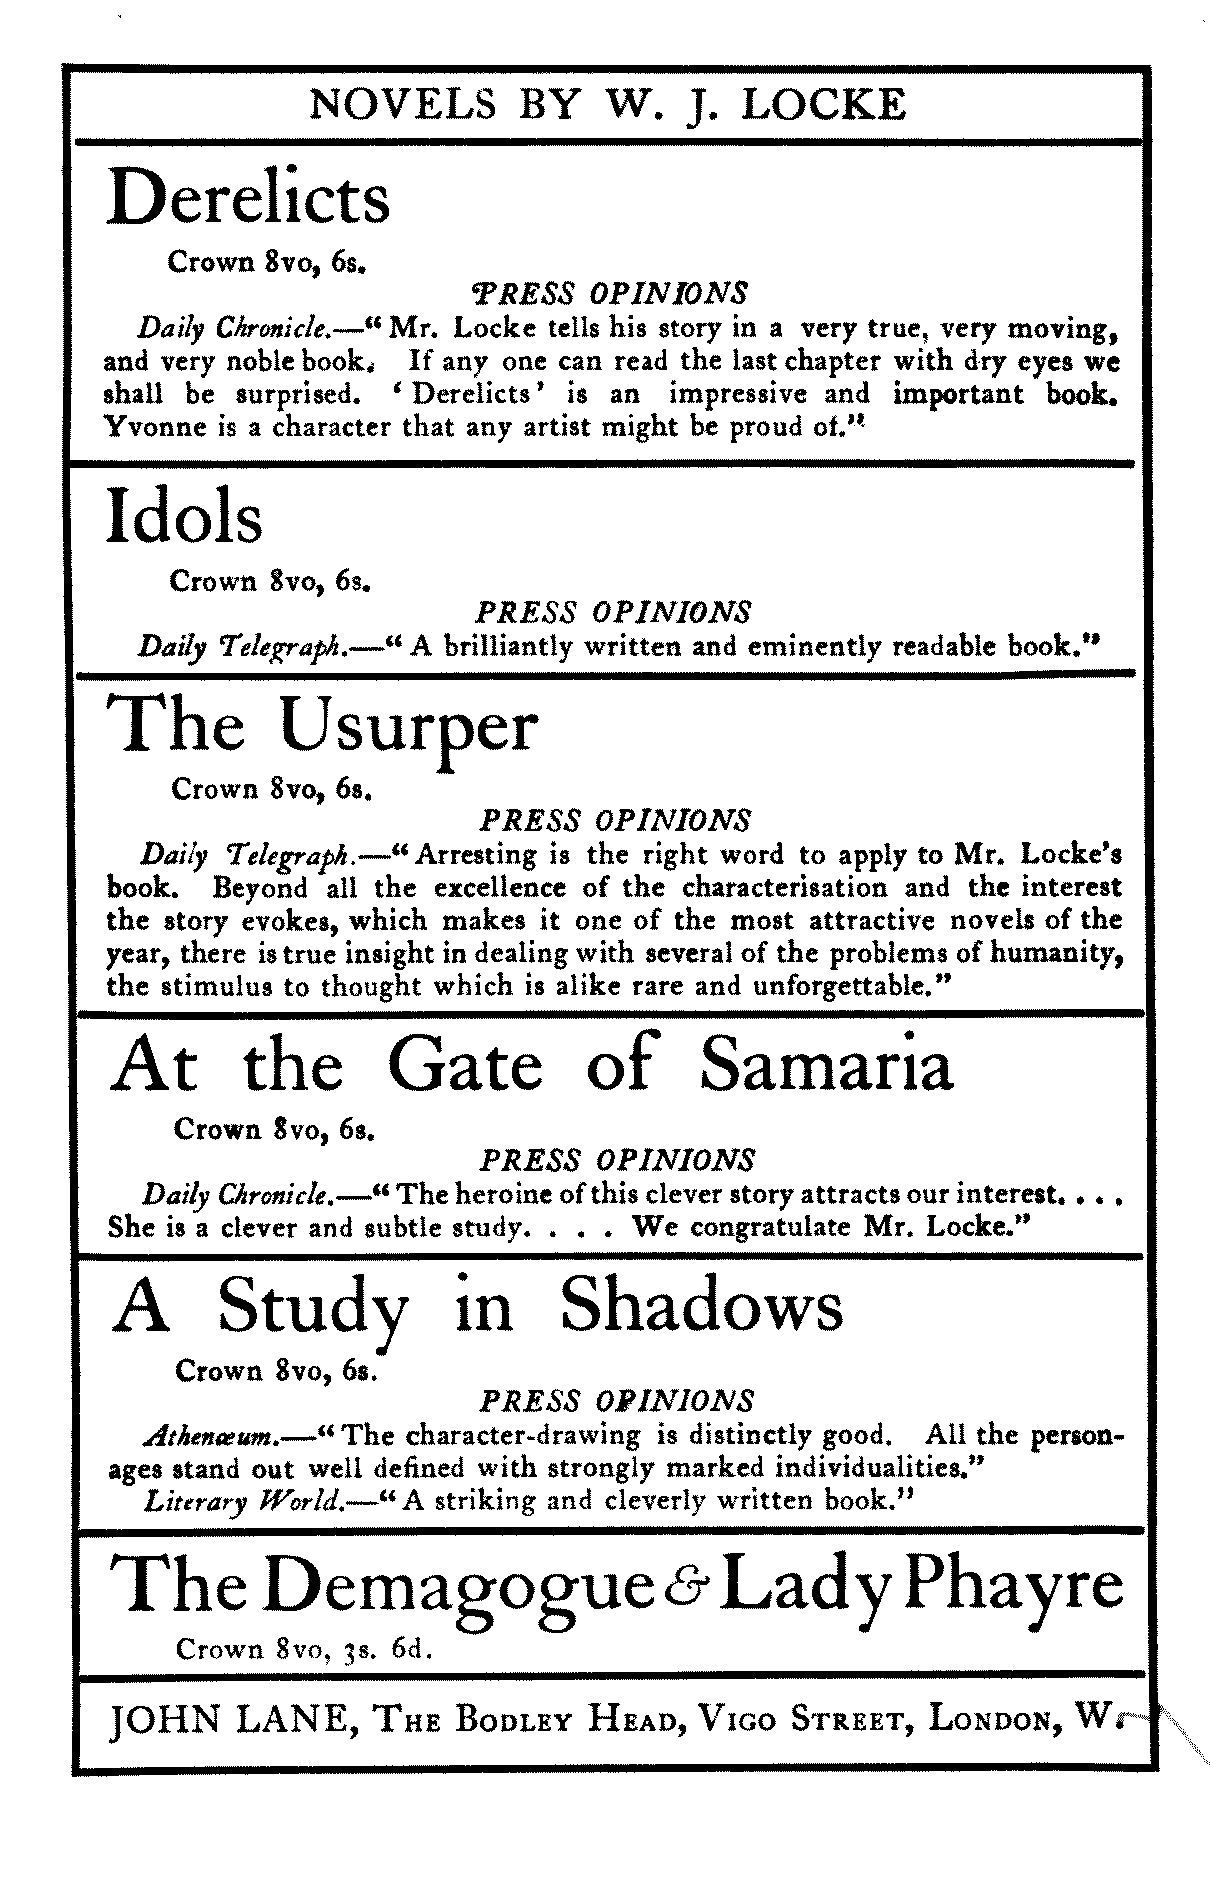 NOVELS BY W. J. LOCKE
Derelicts
Crown 8vo, 6s.
PRESS OPINIONS
Daily Chronicle.—“Mr. Locke tells his story in a very true, very moving,
and very noble book. If any one can read the last chapter with dry eyes we
shall be surprised. ‘Derelicts’ is an impressive and important book.
Yvonne is a character that any artist might be proud of.”
Idols
Crown 8vo, 6s.
PRESS OPINIONS
Daily Telegraph.—“A brilliantly written and eminently readable book.”
The Usurper
Crown 8vo, 6s.
PRESS OPINIONS
Daily Telegraph.—“Arresting is the right word to apply to Mr. Locke’s
book. Beyond all the excellence of the characterisation and the interest
the story evokes, which makes it one of the most attractive novels of the
year, there is true insight in dealing with several of the problems of humanity,
the stimulus to thought which is alike rare and unforgettable.”
At the Gate of Samaria
Crown 8vo, 6s.
PRESS OPINIONS
Daily Chronicle.—“The heroine of this clever story attracts our interest. . . .
She is a clever and subtle study. . . . We congratulate Mr. Locke.”
A Study in Shadows
Crown 8vo, 6s.
PRESS OPINIONS
Athenœum.—“The character-drawing is distinctly good. All the person-
ages stand out well defined with strongly marked individualities.”
Literary World.—“A striking and cleverly written book.”
The Demagogue & Lady Phayre
Crown 8vo, 3s. 6d.
JOHN LANE, THE BODLEY HEAD, VIGO STREET, LONDON, W.